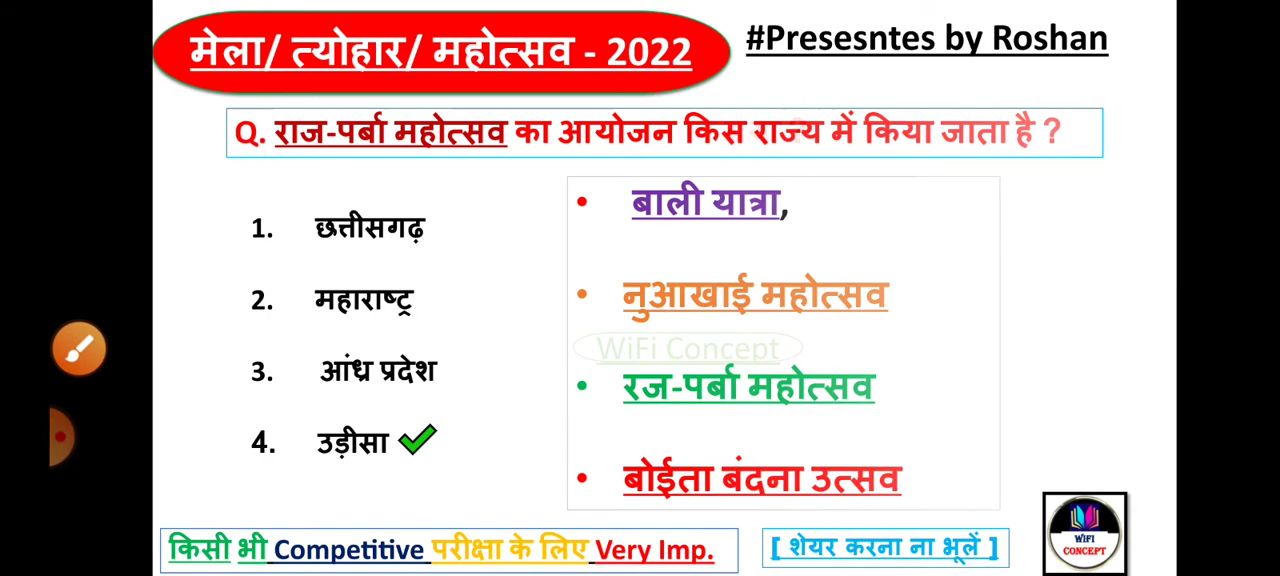 मेला/ त्योहार/ महोत्सव - 2022
#Presesntes by Roshan
Q. राज-पर्बा महोत्सव का आयोजन किस राज्य में किया जाता है ?
1. छत्तीसगढ़
2. महाराष्ट्र
3. आंध्र प्रदेश
4. उड़ीसा
• बाली यात्रा,
• नुआखाई महोत्सव
WiFi Concept
• रज-पर्बा महोत्सव
• बोईता बंदना उत्सव
किसी भी Competitive परीक्षा के लिए Very Imp.
[ शेयर करना ना भूलें ]
WiFi
CONCEPT